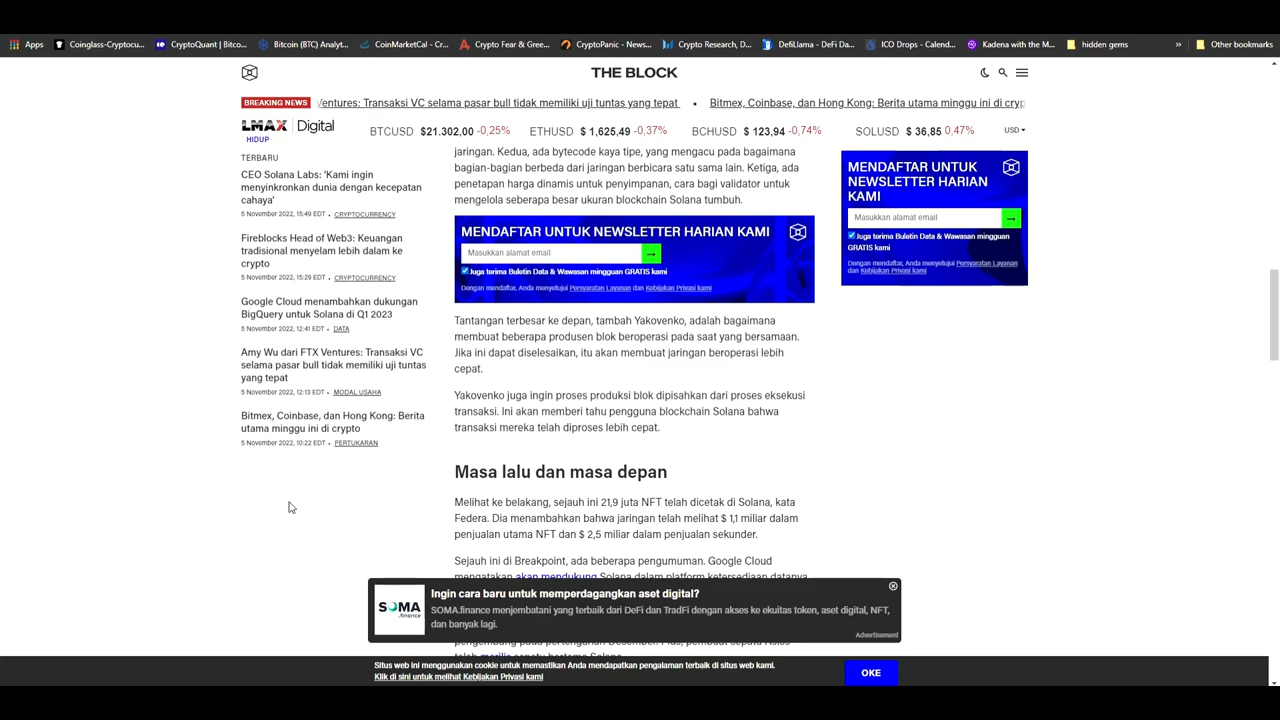 Apps
Coinglass-Cryptocu...
CryptoQuant | Bitco...
Bitcoin (BTC) Analyt...
CoinMarketCal - Cr...
Crypto Fear & Gree...
CryptoPanic - News...
Crypto Research, D...
DefiLlama - DeFi Da...
ICO Drops - Calend...
Kadena with the M...
hidden gems
»
Other bookmarks
THE BLOCK
BREAKING NEWS
Ventures: Transaksi VC selama pasar bull tidak memiliki uji tuntas yang tepat
Bitmex, Coinbase, dan Hong Kong: Berita utama minggu ini di cryp
LMAX Digital
HIDUP
BTCUSD $21.302,00 -0,25%
ETHUSD $ 1,625,49 -0,37%
BCHUSD $ 123,94 -0,74%
SOLUSD $ 36,85 0,47%
USD
TERBARU
CEO Solana Labs: 'Kami ingin
menyinkronkan dunia dengan kecepatan
cahaya'
5 November 2022, 15:49 EDT • CRYPTOCURRENCY
Fireblocks Head of Web3: Keuangan
tradisional menyelam lebih dalam ke
crypto
5 November 2022, 15:29 EDT • CRYPTOCURRENCY
Google Cloud menambahkan dukungan
BigQuery untuk Solana di Q1 2023
5 November 2022, 12:41 EDT • DATA
Amy Wu dari FTX Ventures: Transaksi VC
selama pasar bull tidak memiliki uji tuntas
yang tepat
5 November 2022, 12:13 EDT • MODAL USAHA
Bitmex, Coinbase, dan Hong Kong: Berita
utama minggu ini di crypto
5 November 2022, 10:22 EDT • PERTUKARAN
jaringan. Kedua, ada bytecode kaya tipe, yang mengacu pada bagaimana
bagian-bagian berbeda dari jaringan berbicara satu sama lain. Ketiga, ada
penetapan harga dinamis untuk penyimpanan, cara bagi validator untuk
mengelola seberapa besar ukuran blockchain Solana tumbuh.
MENDAFTAR UNTUK NEWSLETTER HARIAN KAMI
Masukkan alamat email
Juga terima Buletin Data & Wawasan mingguan GRATIS kami
Dengan mendaftar, Anda menyetujui Persyaratan Layanan dan Kebijakan Privasi kami
Tantangan terbesar ke depan, tambah Yakovenko, adalah bagaimana
membuat beberapa produsen blok beroperasi pada saat yang bersamaan.
Jika ini dapat diselesaikan, itu akan membuat jaringan beroperasi lebih
cepat.
Yakovenko juga ingin proses produksi blok dipisahkan dari proses eksekusi
transaksi. Ini akan memberi tahu pengguna blockchain Solana bahwa
transaksi mereka telah diproses lebih cepat.
Masa lalu dan masa depan
Melihat ke belakang, sejauh ini 21,9 juta NFT telah dicetak di Solana, kata
Federa. Dia menambahkan bahwa jaringan telah melihat $ 1,1 miliar dalam
penjualan utama NFT dan $ 2,5 miliar dalam penjualan sekunder.
Sejauh ini di Breakpoint, ada beberapa pengumuman. Google Cloud
mengatakan akan mendukung Solana dalam platform ketersediaan datanya
MENDAFTAR UNTUK
NEWSLETTER HARIAN
KAMI
Masukkan alamat email
Juga terima Buletin Data & Wawasan mingguan
GRATIS kami
Dengan mendaftar, Anda menyetujui Persyaratan Layanan
dan Kebijakan Privasi kami
SOMA
.finance
Ingin cara baru untuk memperdagangkan aset digital?
SOMA.finance menjembatani yang terbaik dari DeFi dan TradFi dengan akses ke ekuitas token, aset digital, NFT,
dan banyak lagi.
Advertisement
Situs web ini menggunakan cookie untuk memastikan Anda mendapatkan pengalaman terbaik di situs web kami.
Klik di sini untuk melihat Kebijakan Privasi kami
OKE